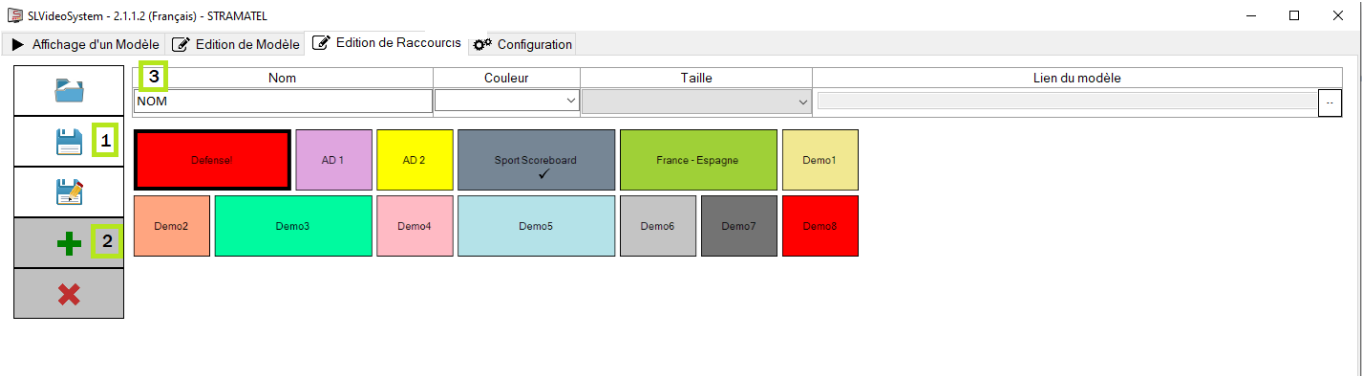 SLVideoSystem - 2.1.1.2 (Français) - STRAMATEL
Affichage d'un Modèle Edition de Modèle Edition de Raccourcis Configuration
3 Nom Couleur Taille Lien du modèle
NOM ..
1
Defense! AD 1 AD 2 Sport Scoreboard France - Espagne Demo1
Demo2 Demo3 Demo4 Demo5 Demo6 Demo7 Demo8
2